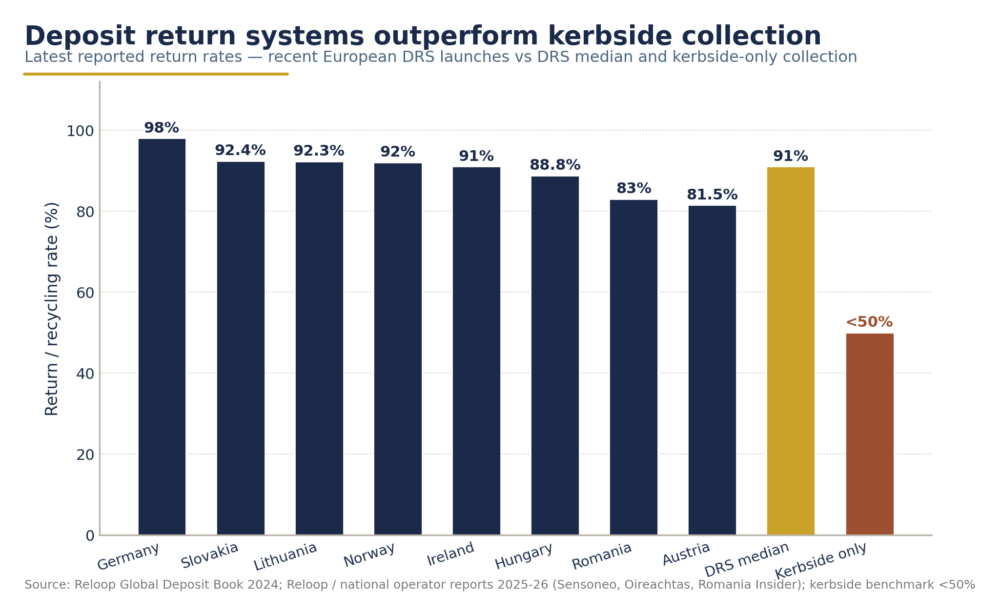 Deposit return systems outperform kerbside collection
Latest reported return rates — recent European DRS launches vs DRS median and kerbside-only collection
Return / recycling rate (%)
100
80
60
40
20
0
98%
92.4%
92.3%
92%
91%
88.8%
83%
81.5%
91%
<50%
Germany
Slovakia
Lithuania
Norway
Ireland
Hungary
Romania
Austria
DRS median
Kerbside only
Source: Reloop Global Deposit Book 2024; Reloop / national operator reports 2025-26 (Sensoneo, Oireachtas, Romania Insider); kerbside benchmark <50%